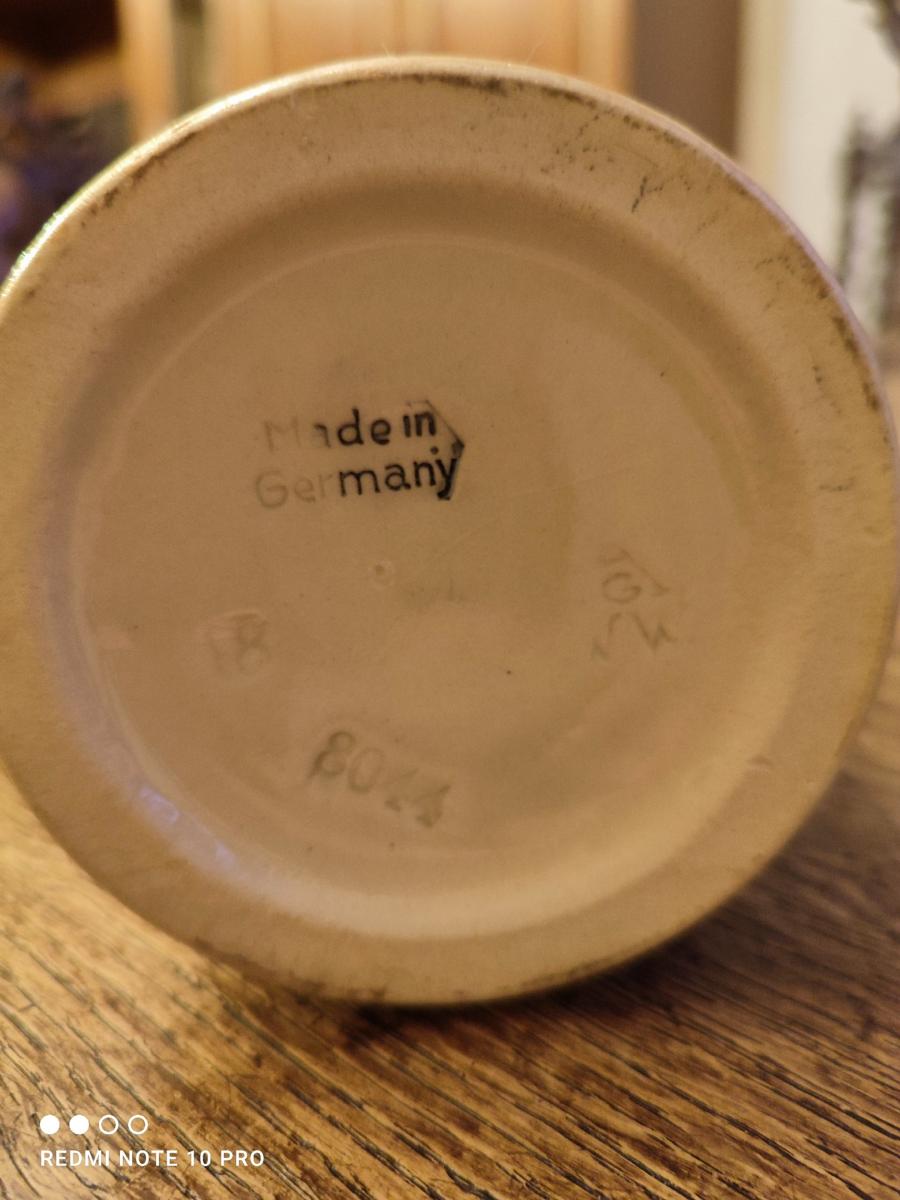 Made in
Germany
8044
REDMI NOTE 10 PRO